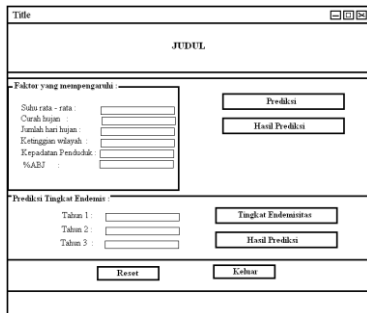 Title
JUDUL
Faktor yang mempengaruhi :
Suhu rata - rata :
Curah hujan :
Jumlah hari hujan :
Ketinggian wilayah :
Kepadatan Penduduk :
%ABJ :
Prediksi
Hasil Prediksi
Prediksi Tingkat Endemis :
Tahun 1 :
Tahun 2 :
Tahun 3 :
Tingkat Endemisitas
Hasil Prediksi
Reset
Keluar